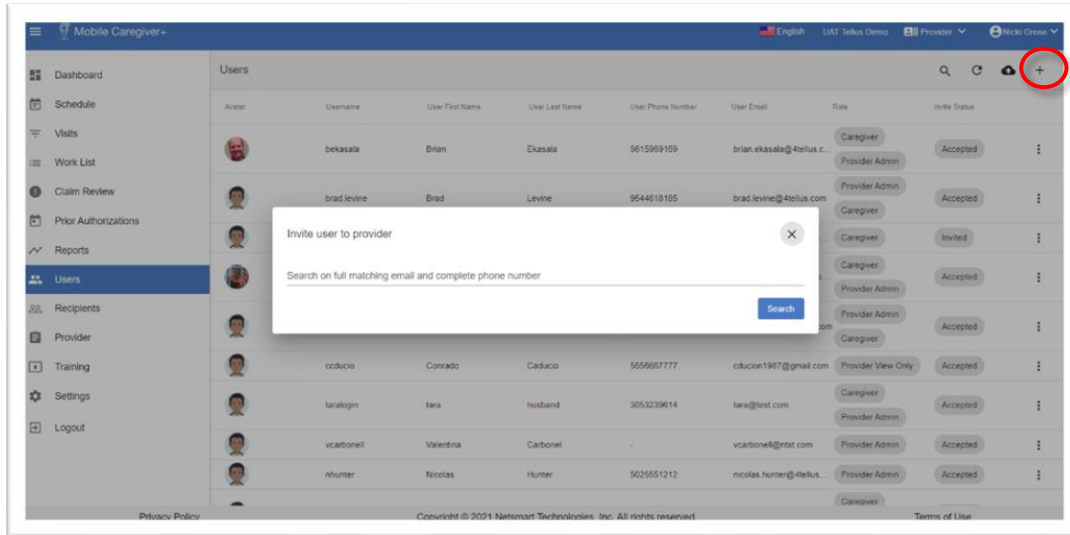 Mobile Caregiver+
English UAT Tellus Demo Provider Nicki Grose
Dashboard
Schedule
Visits
Work List
Claim Review
Prior Authorizations
Reports
Users
Recipients
Provider
Training
Settings
Logout
Users
Avatar Username User First Name User Last Name User Phone Number User Email Role Invite Status
bekasala Brian Ekasala 5615969169 brian.ekasala@4tellus.c... Caregiver Provider Admin Accepted
brad.levine Brad Levine 9544618185 brad.levine@4tellus.com Provider Admin Caregiver Accepted
Caregiver Invited
Caregiver Provider Admin Accepted
Provider Admin Caregiver Accepted
Invite user to provider
Search on full matching email and complete phone number
Search
ccducio Conrado Caducio 5556667777 cducion1987@gmail.com Provider View Only Accepted
taralogin tara husband 3053239614 tara@test.com Caregiver Provider Admin Accepted
vcarbonell Valentina Carbonel - vcarbonell@ntst.com Provider Admin Accepted
nhunter Nicolas Hunter 5025551212 nicolas.hunter@4tellus... Provider Admin Accepted
Caregiver
Privacy Policy Copyright © 2021 Netsmart Technologies, Inc. All rights reserved. Terms of Use